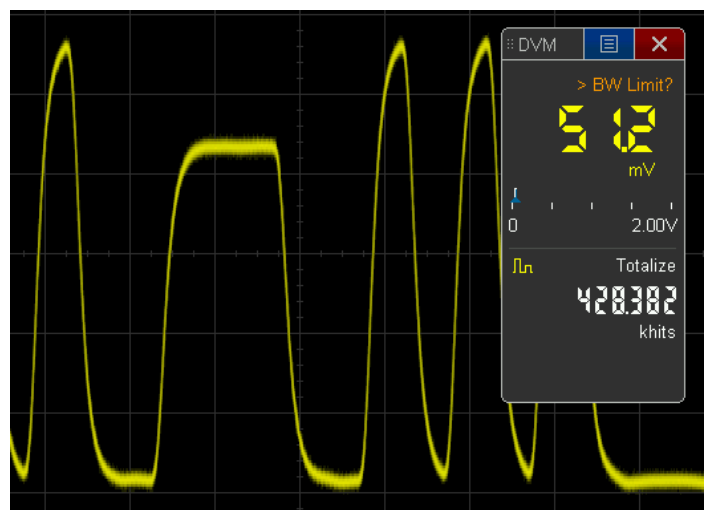 DVM
> BW Limit?
51.2
mV
0
2.00V
Totalize
428.382
khits